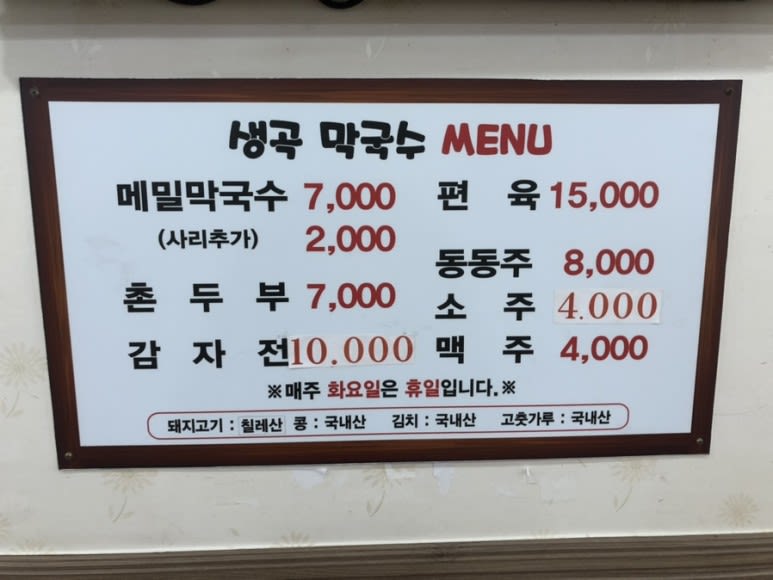 생곡 막국수 MENU
메밀막국수 7,000
(사리추가) 2,000
촌 두 부 7,000
감 자 전 10.000
편 육 15,000
동동주 8,000
소 주 4.000
맥 주 4,000
※매주 화요일은 휴일입니다.※
돼지고기 : 칠레산 콩 : 국내산 김치 : 국내산 고춧가루 : 국내산